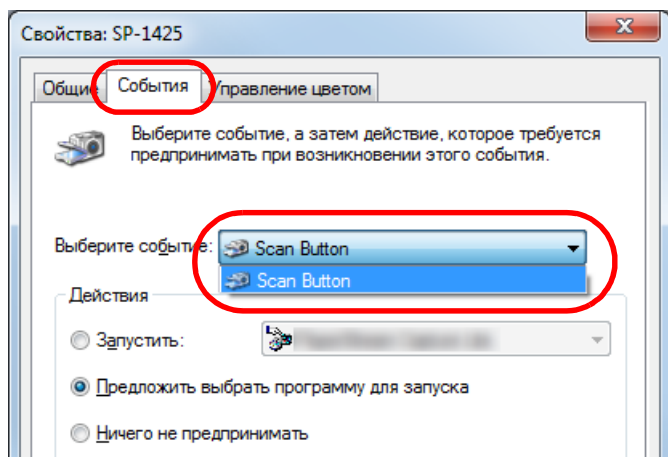 Свойства: SP-1425
Общие События Управление цветом
Выберите событие, а затем действие, которое требуется
предпринимать при возникновении этого события.
Выберите событие: Scan Button
Scan Button
Действия
Запустить:
Предложить выбрать программу для запуска
Ничего не предпринимать